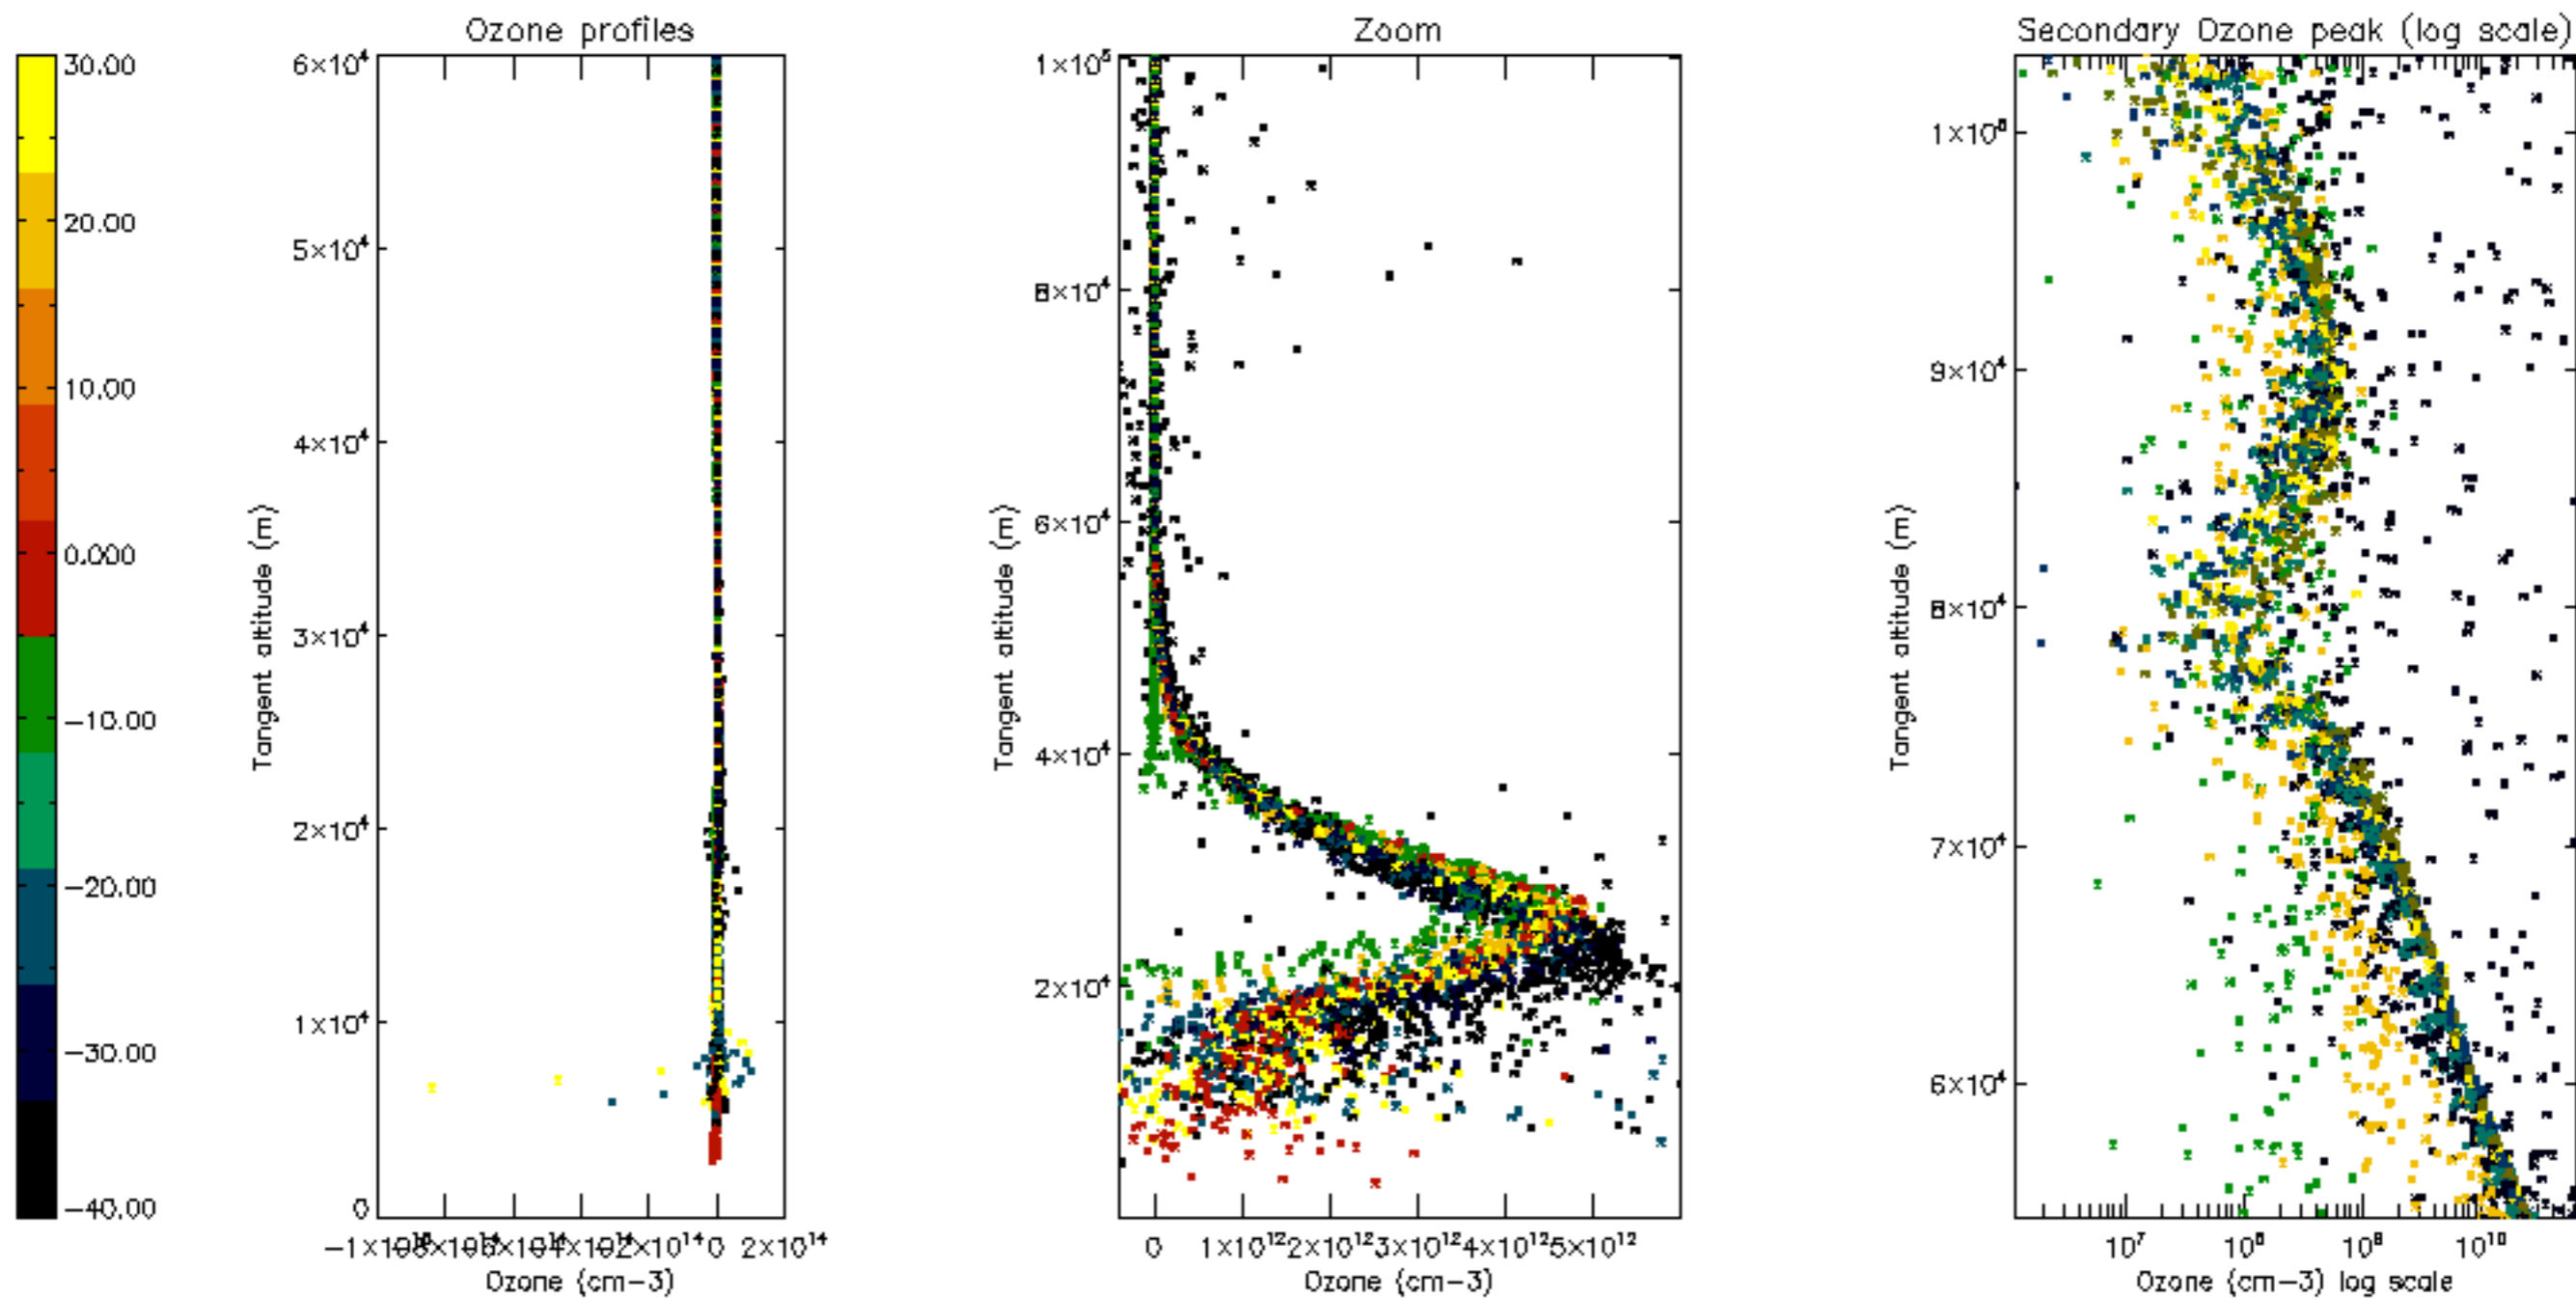 Ozone profiles
Zoom
Secondary Ozone peak (log scale)
30.00
20.00
10.00
0.000
−10.00
−20.00
−30.00
−40.00
6×10⁴
5×10⁴
4×10⁴
3×10⁴
2×10⁴
1×10⁴
0
Tangent altitude (m)
0 2×10¹⁴
Ozone (cm−3)
1×10⁵
8×10⁴
6×10⁴
4×10⁴
2×10⁴
Tangent altitude (m)
0 1×10¹² 2×10¹² 3×10¹² 4×10¹² 5×10¹²
Ozone (cm−3)
9×10⁴
8×10⁴
7×10⁴
6×10⁴
Tangent altitude (m)
10⁷ 10⁸ 10⁹ 10¹⁰
Ozone (cm−3) log scale